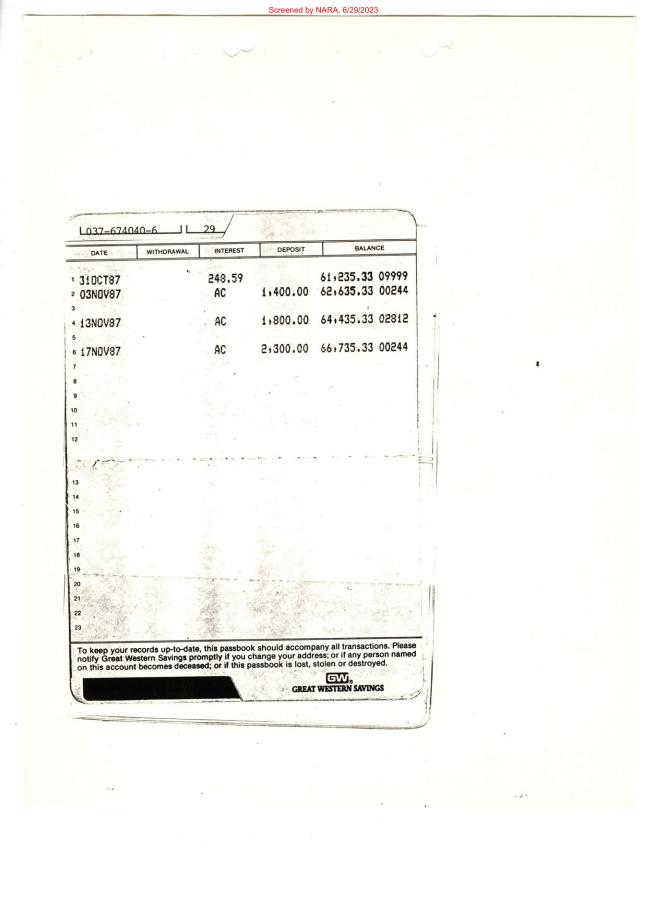 Screened by NARA, 6/29/2023
037-674040-6 29
DATE WITHDRAWAL INTEREST DEPOSIT BALANCE
1 31OCT87 248.59 61,235.33 09999
2 03NOV87 AC 1,400.00 62,635.33 00244
3
4 13NOV87 AC 1,800.00 64,435.33 02812
5
6 17NOV87 AC 2,300.00 66,735.33 00244
7
8
9
10
11
12
13
14
15
16
17
18
19
20
21
22
23
To keep your records up-to-date, this passbook should accompany all transactions. Please
notify Great Western Savings promptly if you change your address; or if any person named
on this account becomes deceased; or if this passbook is lost, stolen or destroyed.
GW®
GREAT WESTERN SAVINGS